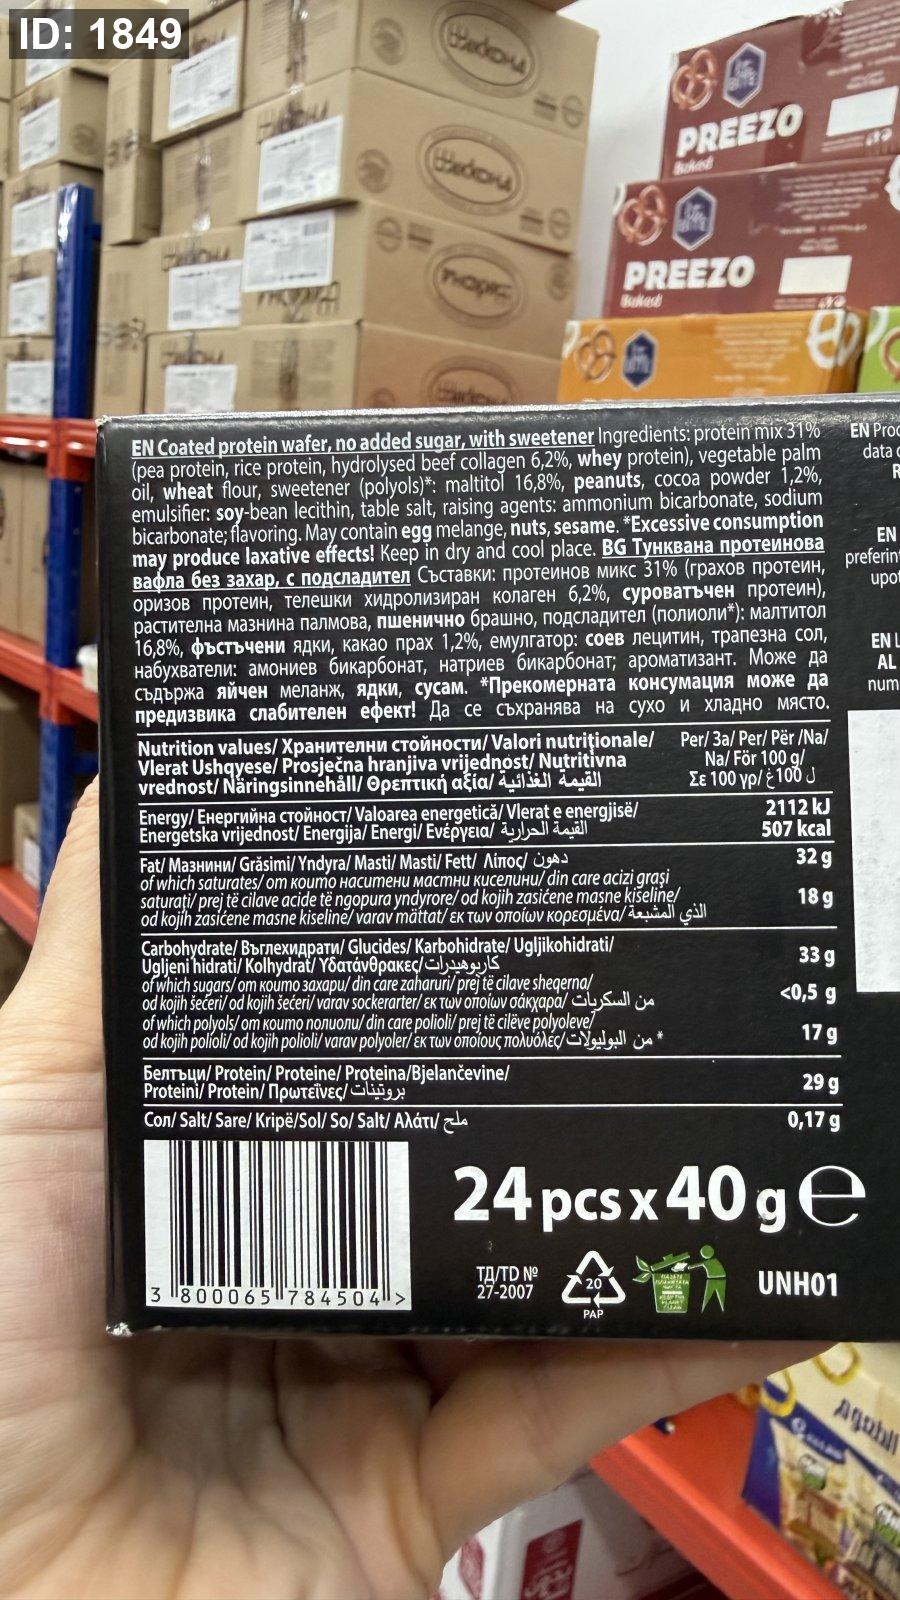 ID: 1849
PREEZO
Baked
PREEZO
Baked
EN Coated protein wafer, no added sugar, with sweetener Ingredients: protein mix 31%
(pea protein, rice protein, hydrolysed beef collagen 6,2%, whey protein), vegetable palm
oil, wheat flour, sweetener (polyols)*: maltitol 16,8%, peanuts, cocoa powder 1,2%,
emulsifier: soy-bean lecithin, table salt, raising agents: ammonium bicarbonate, sodium
bicarbonate; flavoring. May contain egg melange, nuts, sesame. *Excessive consumption
may produce laxative effects! Keep in dry and cool place. BG Тунквана протеинова
вафла без захар, с подсладител Съставки: протеинов микс 31% (грахов протеин,
оризов протеин, телешки хидролизиран колаген 6,2%, суроватъчен протеин),
растителна мазнина палмова, пшенично брашно, подсладител (полиоли*): малтитол
16,8%, фъстъчени ядки, какао прах 1,2%, емулгатор: соев лецитин, трапезна сол,
набухватели: амониев бикарбонат, натриев бикарбонат; ароматизант. Може да
съдържа яйчен меланж, ядки, сусам. *Прекомерната консумация може да
предизвика слабителен ефект! Да се съхранява на сухо и хладно място.
EN
data
EN
EN
AL
Nutrition values/ Хранителни стойности/ Valori nutriționale/
Vlerat Ushqyese/ Prosječna hranjiva vrijednost/ Nutritivna
vrednost/ Näringsinnehåll/ Θρεπτική αξία/ القيمة الغذائية
Per/ За/ Per/ Për /Na/
Na/ För 100 g/
Σε 100 γρ/ لـ 100 غ
Energy/ Енергийна стойност/ Valoarea energetică/ Vlerat e energjisë/
Energetska vrijednost/ Energija/ Energi/ Ενέργεια/ القيمة الحرارية
2112 kJ
507 kcal
Fat/ Мазнини/ Grăsimi/ Yndyra/ Masti/ Masti/ Fett/ Λίπος/ دهون
32 g
of which saturates/ от които наситени мастни киселини/ din care acizi grași
saturați/ prej të cilave acide të ngopura yndyrore/ od kojih zasićene masne kiseline/
od kojih zasićene masne kiseline/ varav mättat/ εκ των οποίων κορεσμένα/ الذي المشبعة
18 g
Carbohydrate/ Въглехидрати/ Glucides/ Karbohidrate/ Ugljikohidrati/
Ugljeni hidrati/ Kolhydrat/ Υδατάνθρακες/ كاربوهيدرات
33 g
of which sugars/ от които захари/ din care zaharuri/ prej të cilave sheqerna/
od kojih šećeri/ od kojih šećeri/ varav sockerarter/ εκ των οποίων σάκχαρα/ من السكريات
<0,5 g
of which polyols/ от които полиоли/ din care polioli/ prej të cilëve polyoleve/
od kojih polioli/ od kojih polioli/ varav polyoler/ εκ των οποίους πολυόλες/ من البوليولات *
17 g
Белтъци/ Protein/ Proteine/ Proteina/Bjelančevine/
Proteini/ Protein/ Πρωτεΐνες/ بروتينات
29 g
Сол/ Salt/ Sare/ Kripë/Sol/ So/ Salt/ Αλάτι/ ملح
0,17 g
24 pcs x 40 g e
ТД/TD №
27-2007
20
PAP
UNH01
3 800065 784504 >